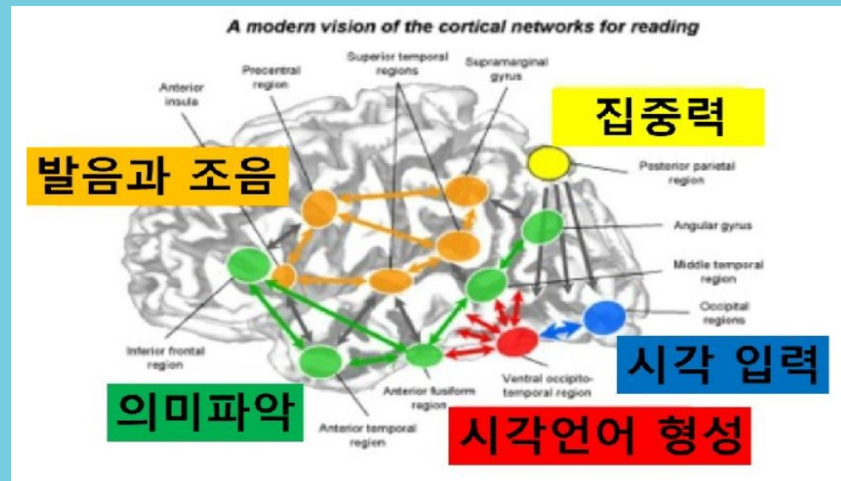 A modern vision of the cortical networks for reading
Superior temporal
regions
Supramarginal
gyrus
Precentral
region
Anterior
insula
집중력
발음과 조음
Posterior parietal
region
Angular gyrus
Middle temporal
region
Occipital
regions
Inferior frontal
region
시각 입력
의미파악
Anterior fusiform
region
Ventral occipito-
temporal region
Anterior temporal
region
시각언어 형성